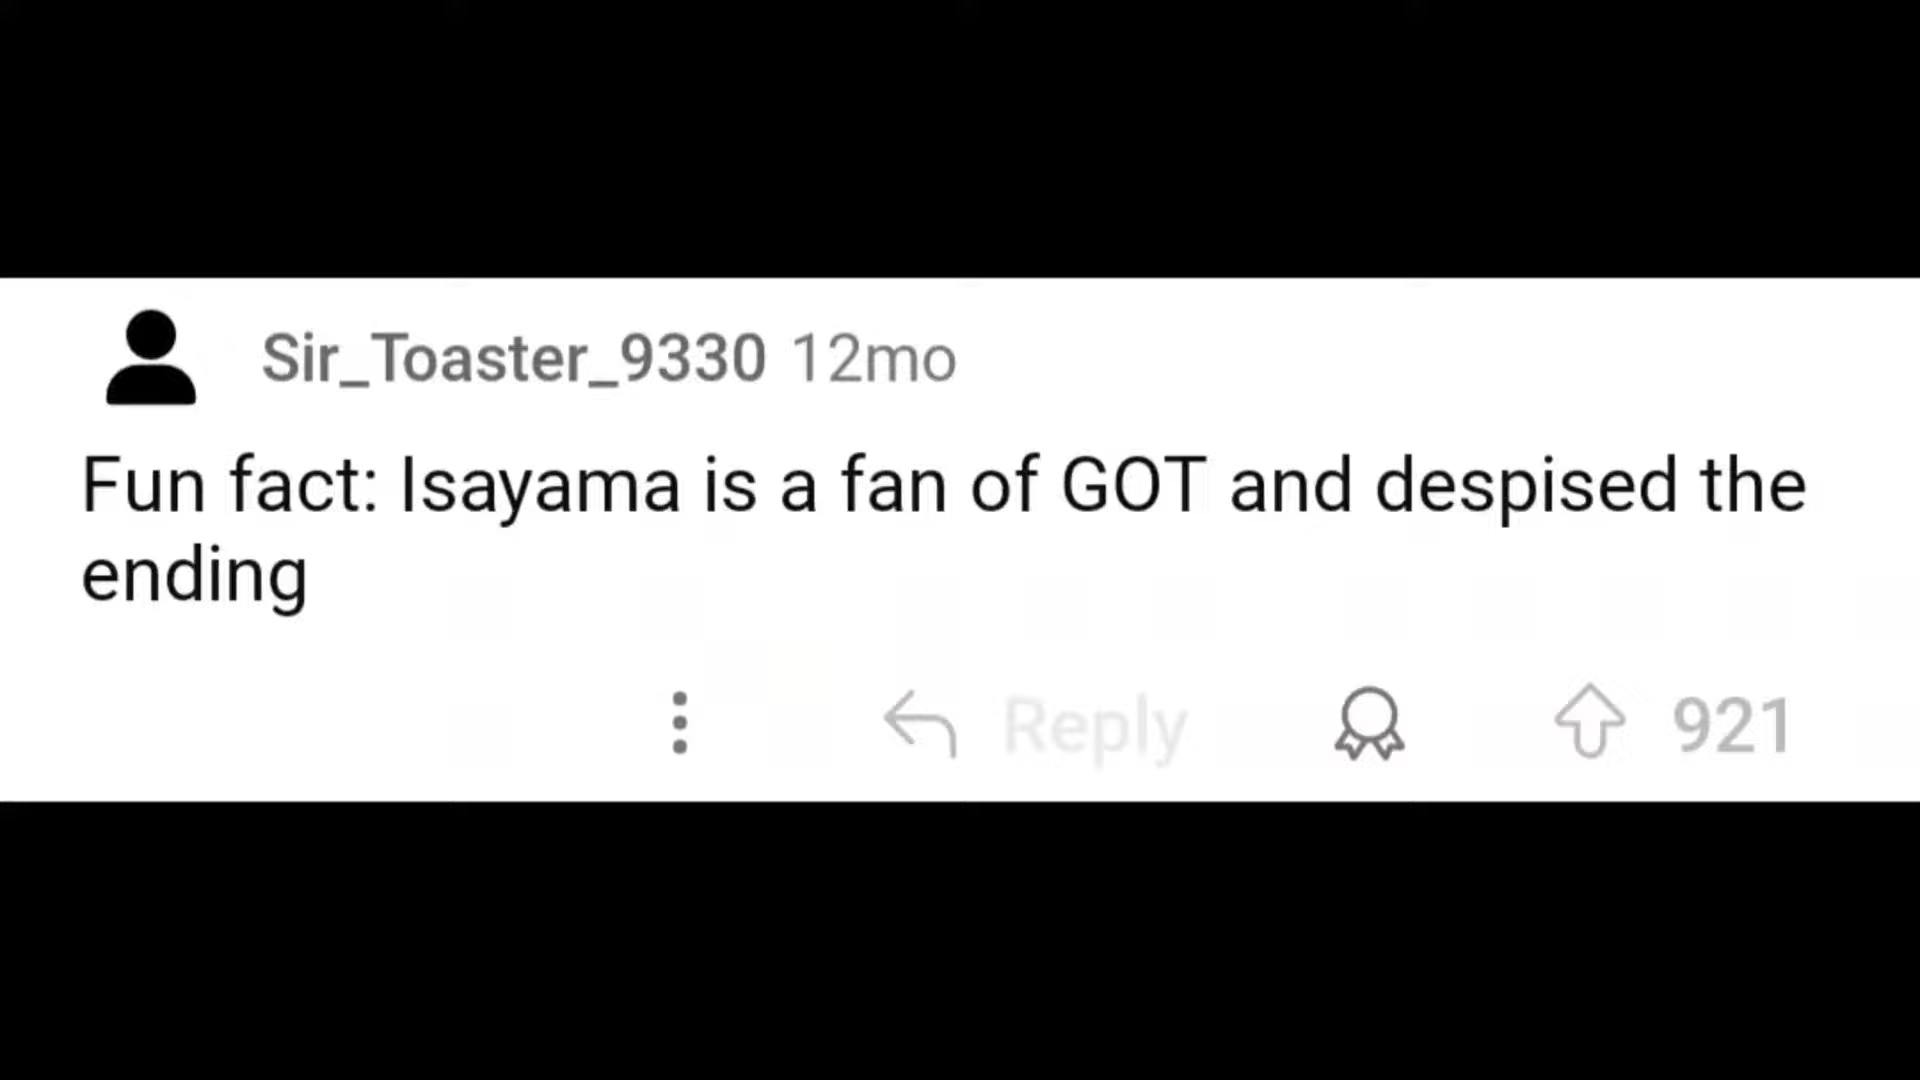 Sir_Toaster_9330 12mo
Fun fact: Isayama is a fan of GOT and despised the
ending
Reply 921